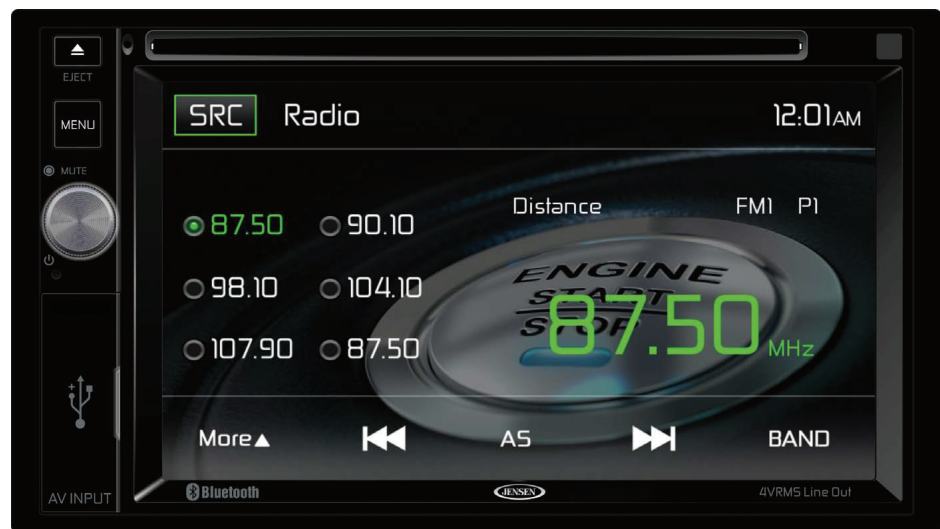 EJECT
MENU
MUTE
AV INPUT
SRC Radio 12:01AM
Distance FM1 P1
87.50 90.10
98.10 104.10
107.90 87.50
ENGINE
START
STOP
87.50 MHz
More▲ AS BAND
Bluetooth JENSEN 4VRMS Line Out